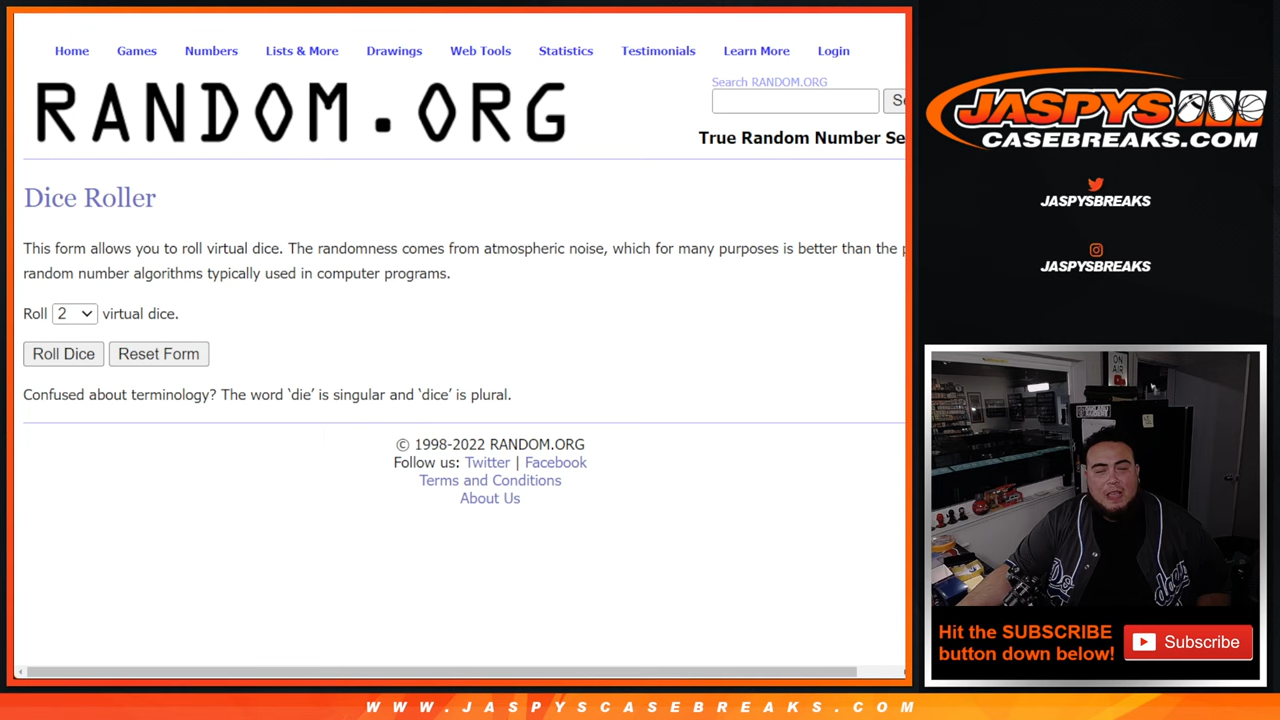 Home Games Numbers Lists & More Drawings Web Tools Statistics Testimonials Learn More Login
RANDOM.ORG
Search RANDOM.ORG
True Random Number Se
Dice Roller
This form allows you to roll virtual dice. The randomness comes from atmospheric noise, which for many purposes is better than the p
random number algorithms typically used in computer programs.
Roll 2 virtual dice.
Roll Dice Reset Form
Confused about terminology? The word ‘die’ is singular and ‘dice’ is plural.
© 1998-2022 RANDOM.ORG
Follow us: Twitter | Facebook
Terms and Conditions
About Us
JASPYS
CASEBREAKS.COM
JASPYSBREAKS
JASPYSBREAKS
ON
AIR
Hit the SUBSCRIBE
button down below!
Subscribe
WWW.JASPYSCASEBREAKS.COM